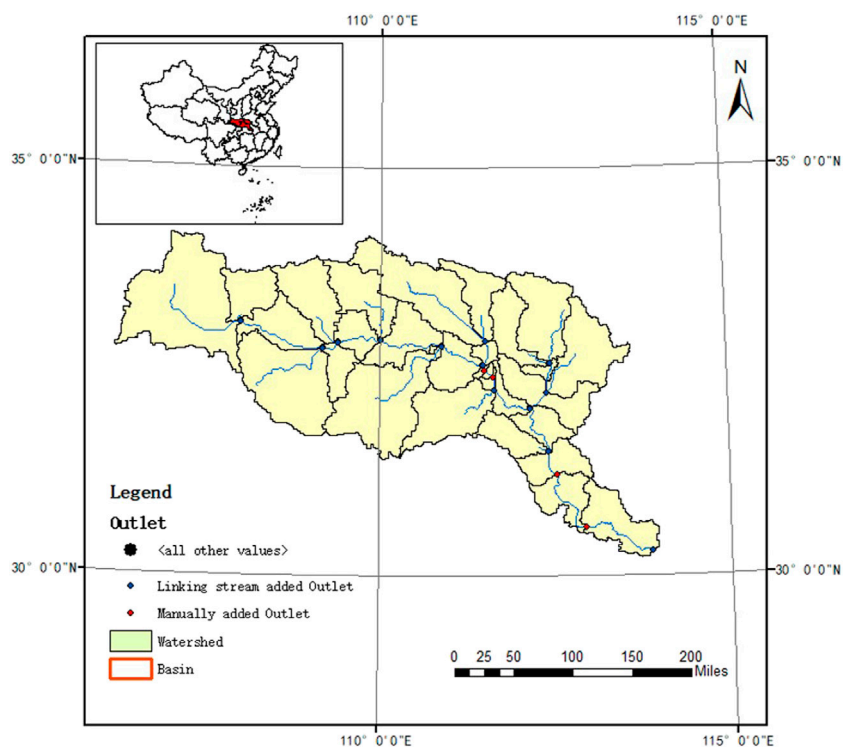 110° 0′0″E
115° 0′0″E
N
35° 0′0″N
35° 0′0″N
Legend
Outlet
<all other values>
Linking stream added Outlet
Manually added Outlet
Watershed
Basin
30° 0′0″N
30° 0′0″N
0 25 50 100 150 200
Miles
110° 0′0″E
115° 0′0″E